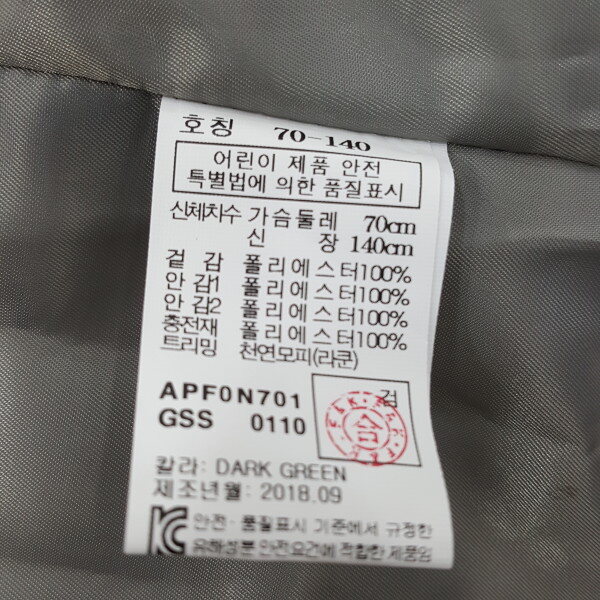 호칭 70-140
어린이 제품 안전
특별법에 의한 품질표시
신체치수 가슴둘레 70cm
신 장 140cm
겉 감 폴리에스터100%
안 감1 폴리에스터100%
안 감2 폴리에스터100%
충전재 폴리에스터100%
트리밍 천연모피(라쿤)
APF0N701
GSS 0110
검
合
칼라: DARK GREEN
제조년월: 2018.09
안전·품질표시 기준에서 규정한
유해성분 안전요건에 적합한 제품임